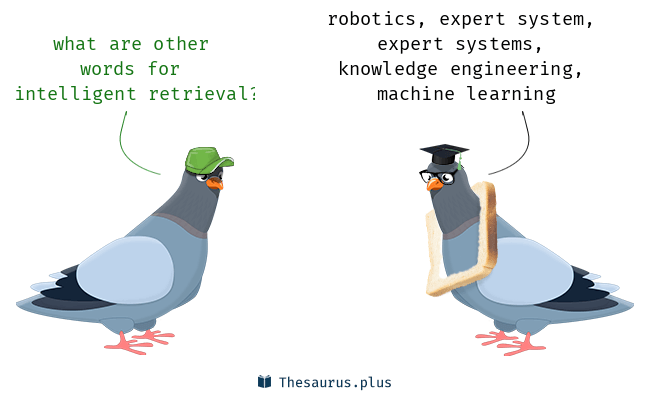 what are other
words for
intelligent retrieval?
robotics, expert system,
expert systems,
knowledge engineering,
machine learning
Thesaurus.plus